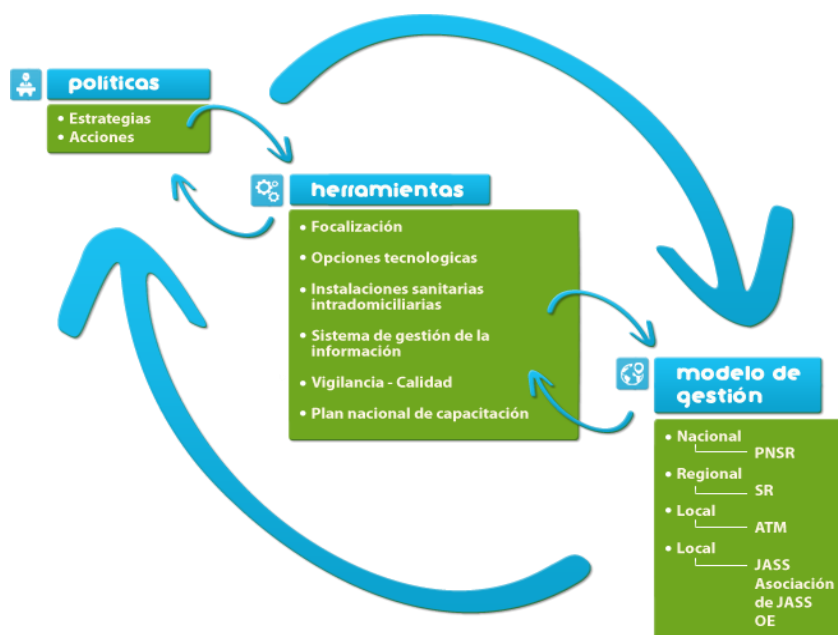 políticas
• Estrategias
• Acciones
herramientas
• Focalización
• Opciones tecnologicas
• Instalaciones sanitarias
intradomiciliarias
• Sistema de gestión de la
información
• Vigilancia - Calidad
• Plan nacional de capacitación
modelo de
gestión
• Nacional
PNSR
• Regional
SR
• Local
ATM
• Local
JASS
Asociación
de JASS
OE